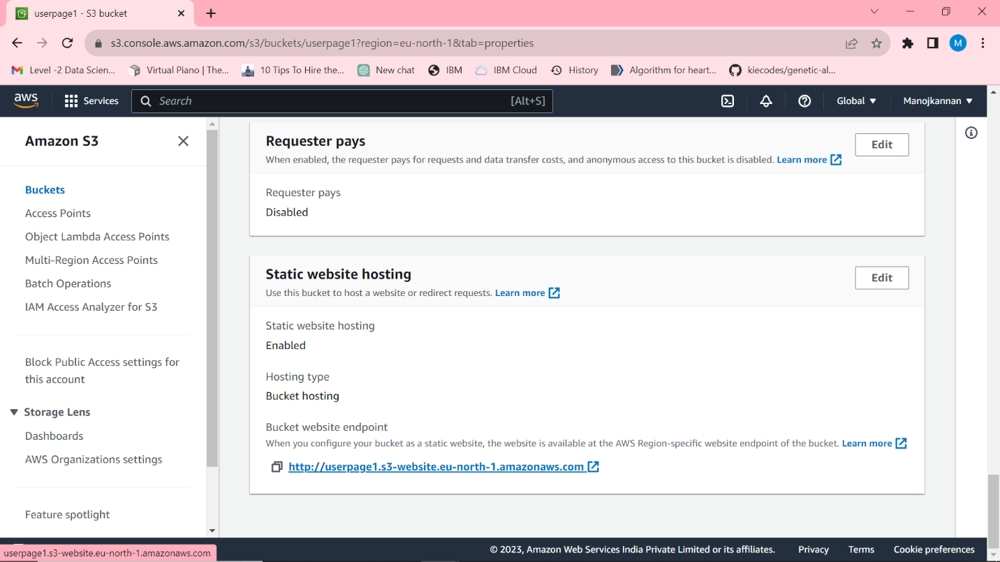 userpage1 - S3 bucket
s3.console.aws.amazon.com/s3/buckets/userpage1?region=eu-north-1&tab=properties
M
Level -2 Data Scien...
Virtual Piano | The...
10 Tips To Hire the...
New chat
IBM
IBM Cloud
History
Algorithm for heart...
kiecodes/genetic-al...
aws
Services
Search
[Alt+S]
Global
Manojkannan
Amazon S3
Buckets
Access Points
Object Lambda Access Points
Multi-Region Access Points
Batch Operations
IAM Access Analyzer for S3
Block Public Access settings for
this account
Storage Lens
Dashboards
AWS Organizations settings
Feature spotlight
Requester pays
Edit
When enabled, the requester pays for requests and data transfer costs, and anonymous access to this bucket is disabled. Learn more
Requester pays
Disabled
Static website hosting
Edit
Use this bucket to host a website or redirect requests. Learn more
Static website hosting
Enabled
Hosting type
Bucket hosting
Bucket website endpoint
When you configure your bucket as a static website, the website is available at the AWS Region-specific website endpoint of the bucket. Learn more
http://userpage1.s3-website.eu-north-1.amazonaws.com
userpage1.s3-website.eu-north-1.amazonaws.com
© 2023, Amazon Web Services India Private Limited or its affiliates.
Privacy
Terms
Cookie preferences